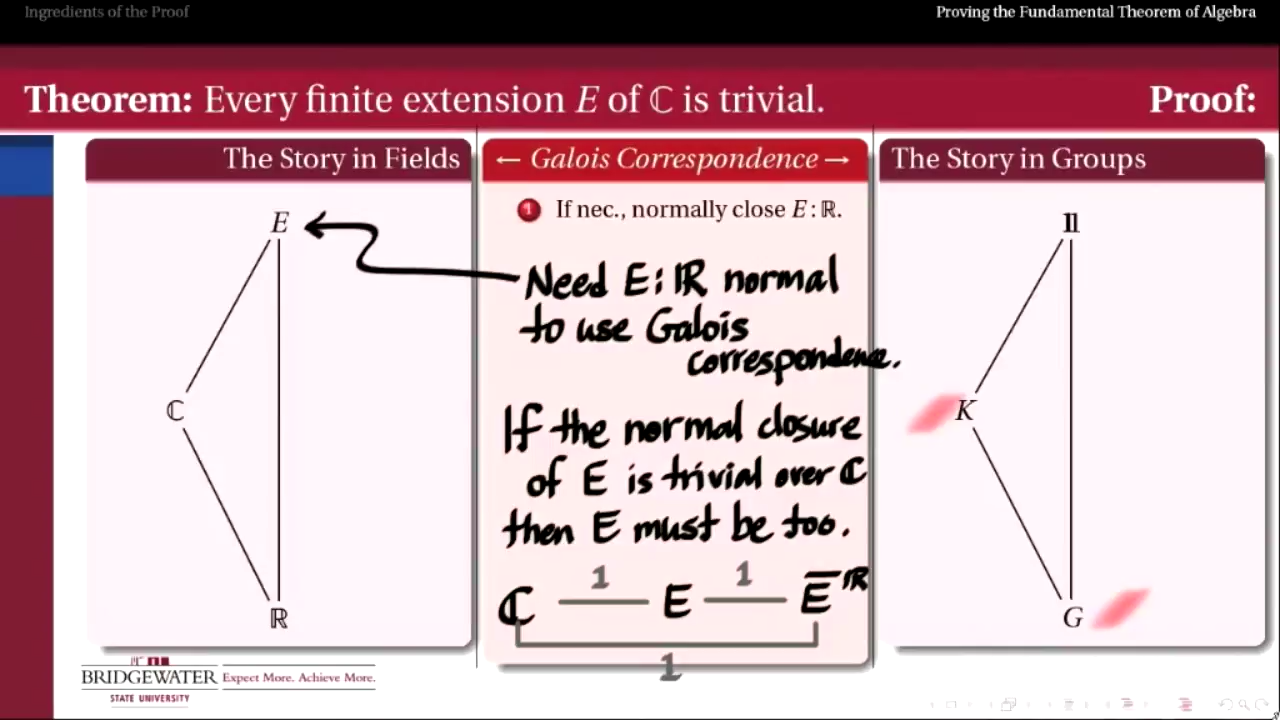 Ingredients of the Proof
Proving the Fundamental Theorem of Algebra
Theorem: Every finite extension E of ℂ is trivial.
Proof:
The Story in Fields
E
ℂ
ℝ
← Galois Correspondence →
1 If nec., normally close E : ℝ.
Need E : ℝ normal
to use Galois
correspondence.
If the normal closure
of E is trivial over ℂ
then E must be too.
1 1
ℂ E E̅ ℝ
1
The Story in Groups
𝟙
K
G
BRIDGEWATER
STATE UNIVERSITY
Expect More. Achieve More.